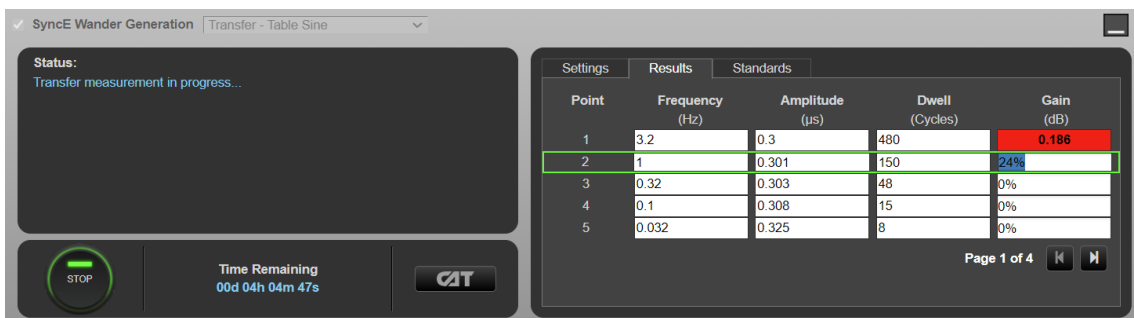 SyncE Wander Generation Transfer - Table Sine
Status:
Transfer measurement in progress...
STOP
Time Remaining
00d 04h 04m 47s
CAT
Settings Results Standards
Point Frequency Amplitude Dwell Gain
(Hz) (µs) (Cycles) (dB)
1 3.2 0.3 480 0.186
2 1 0.301 150 24%
3 0.32 0.303 48 0%
4 0.1 0.308 15 0%
5 0.032 0.325 8 0%
Page 1 of 4